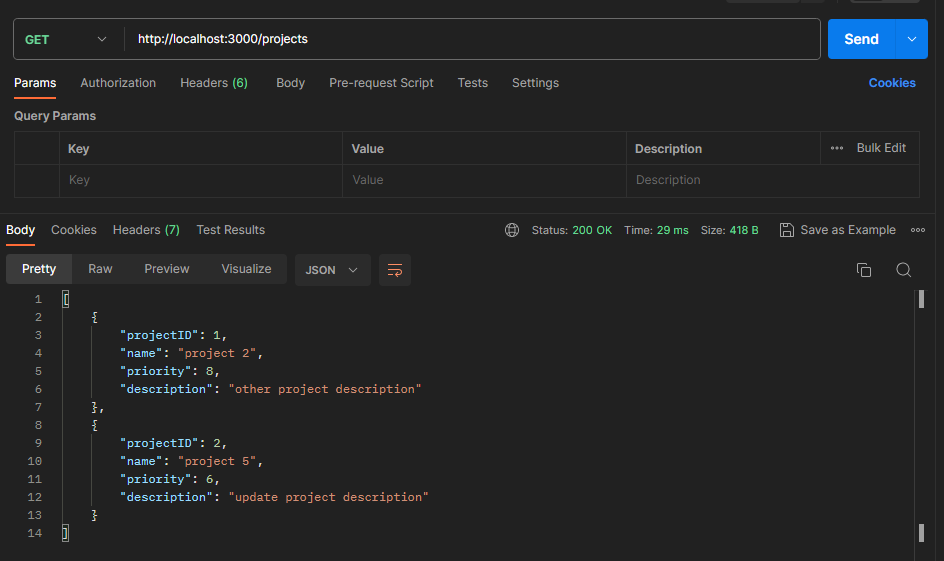 GET http://localhost:3000/projects Send
Params Authorization Headers (6) Body Pre-request Script Tests Settings Cookies
Query Params
Key Value Description ••• Bulk Edit
Key Value Description
Body Cookies Headers (7) Test Results Status: 200 OK Time: 29 ms Size: 418 B Save as Example •••
Pretty Raw Preview Visualize JSON
1 [
2 {
3 "projectID": 1,
4 "name": "project 2",
5 "priority": 8,
6 "description": "other project description"
7 },
8 {
9 "projectID": 2,
10 "name": "project 5",
11 "priority": 6,
12 "description": "update project description"
13 }
14 ]